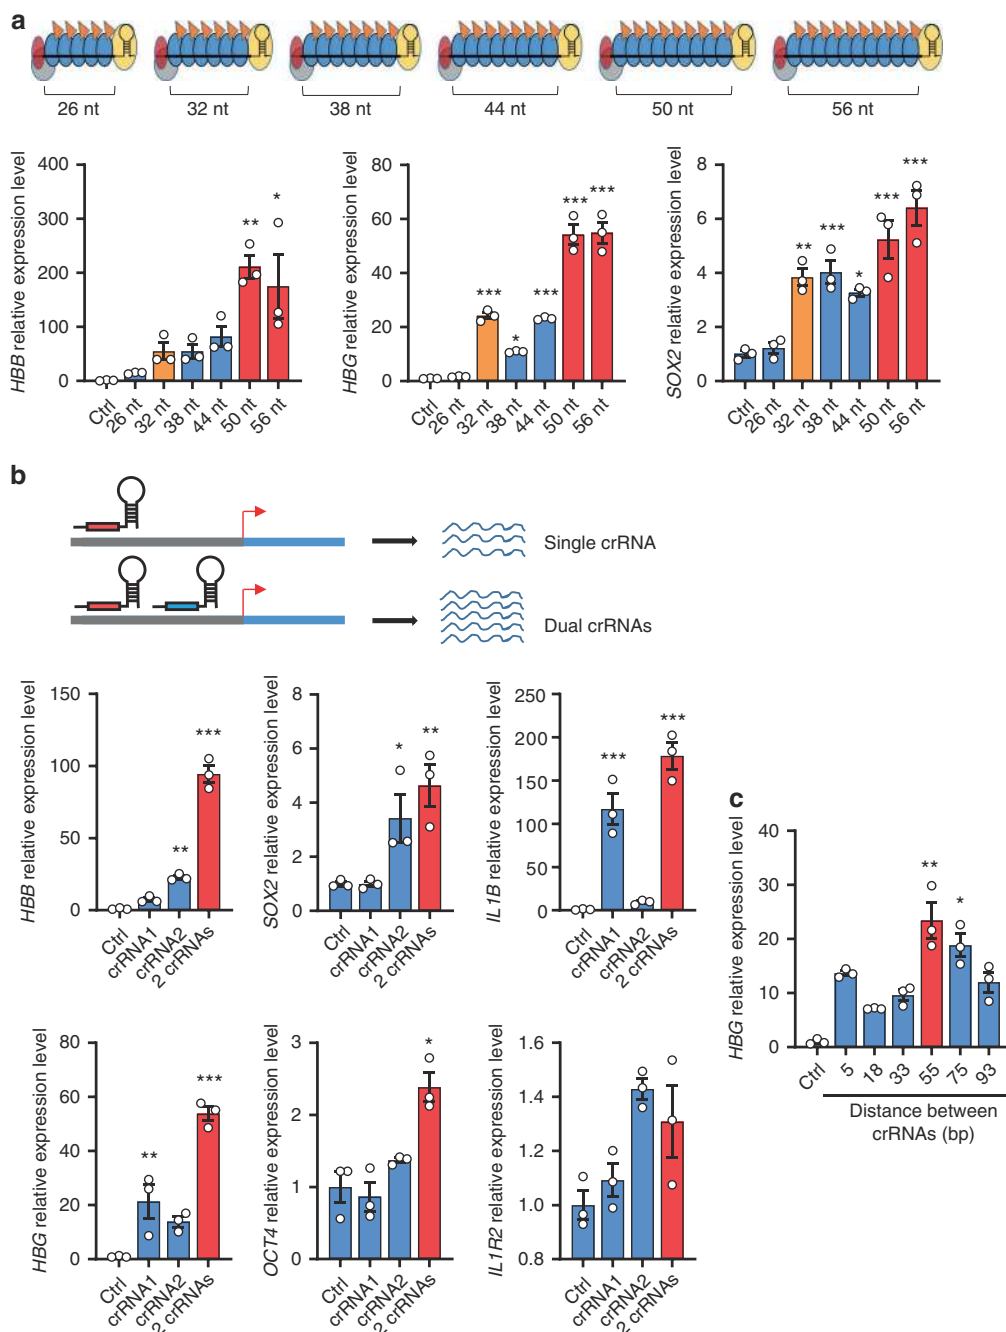 a
26 nt
32 nt
38 nt
44 nt
50 nt
56 nt
HBB relative expression level
400
300
200
100
0
**
*
Ctrl
26 nt
32 nt
38 nt
44 nt
50 nt
56 nt
HBG relative expression level
80
60
40
20
0
***
*
***
***
***
Ctrl
26 nt
32 nt
38 nt
44 nt
50 nt
56 nt
SOX2 relative expression level
8
6
4
2
0
**
***
*
***
***
Ctrl
26 nt
32 nt
38 nt
44 nt
50 nt
56 nt
b
Single crRNA
Dual crRNAs
HBB relative expression level
150
100
50
0
**
***
Ctrl
crRNA1
crRNA2
2 crRNAs
SOX2 relative expression level
8
6
4
2
0
*
**
Ctrl
crRNA1
crRNA2
2 crRNAs
IL1B relative expression level
250
200
150
100
50
0
***
***
Ctrl
crRNA1
crRNA2
2 crRNAs
c
HBG relative expression level
40
30
20
10
0
**
*
Ctrl
5
18
33
55
75
93
Distance between
crRNAs (bp)
HBG relative expression level
80
60
40
20
0
**
***
Ctrl
crRNA1
crRNA2
2 crRNAs
OCT4 relative expression level
3
2
1
0
*
Ctrl
crRNA1
crRNA2
2 crRNAs
IL1R2 relative expression level
1.6
1.4
1.2
1.0
0.8
Ctrl
crRNA1
crRNA2
2 crRNAs